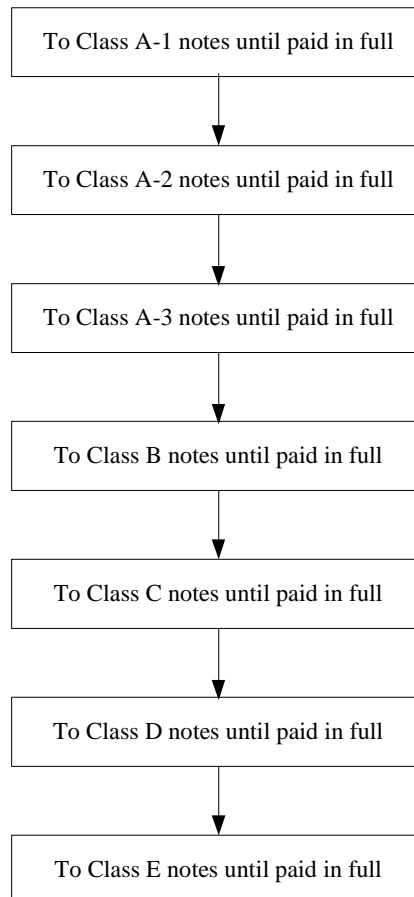 To Class A-1 notes until paid in full
To Class A-2 notes until paid in full
To Class A-3 notes until paid in full
To Class B notes until paid in full
To Class C notes until paid in full
To Class D notes until paid in full
To Class E notes until paid in full